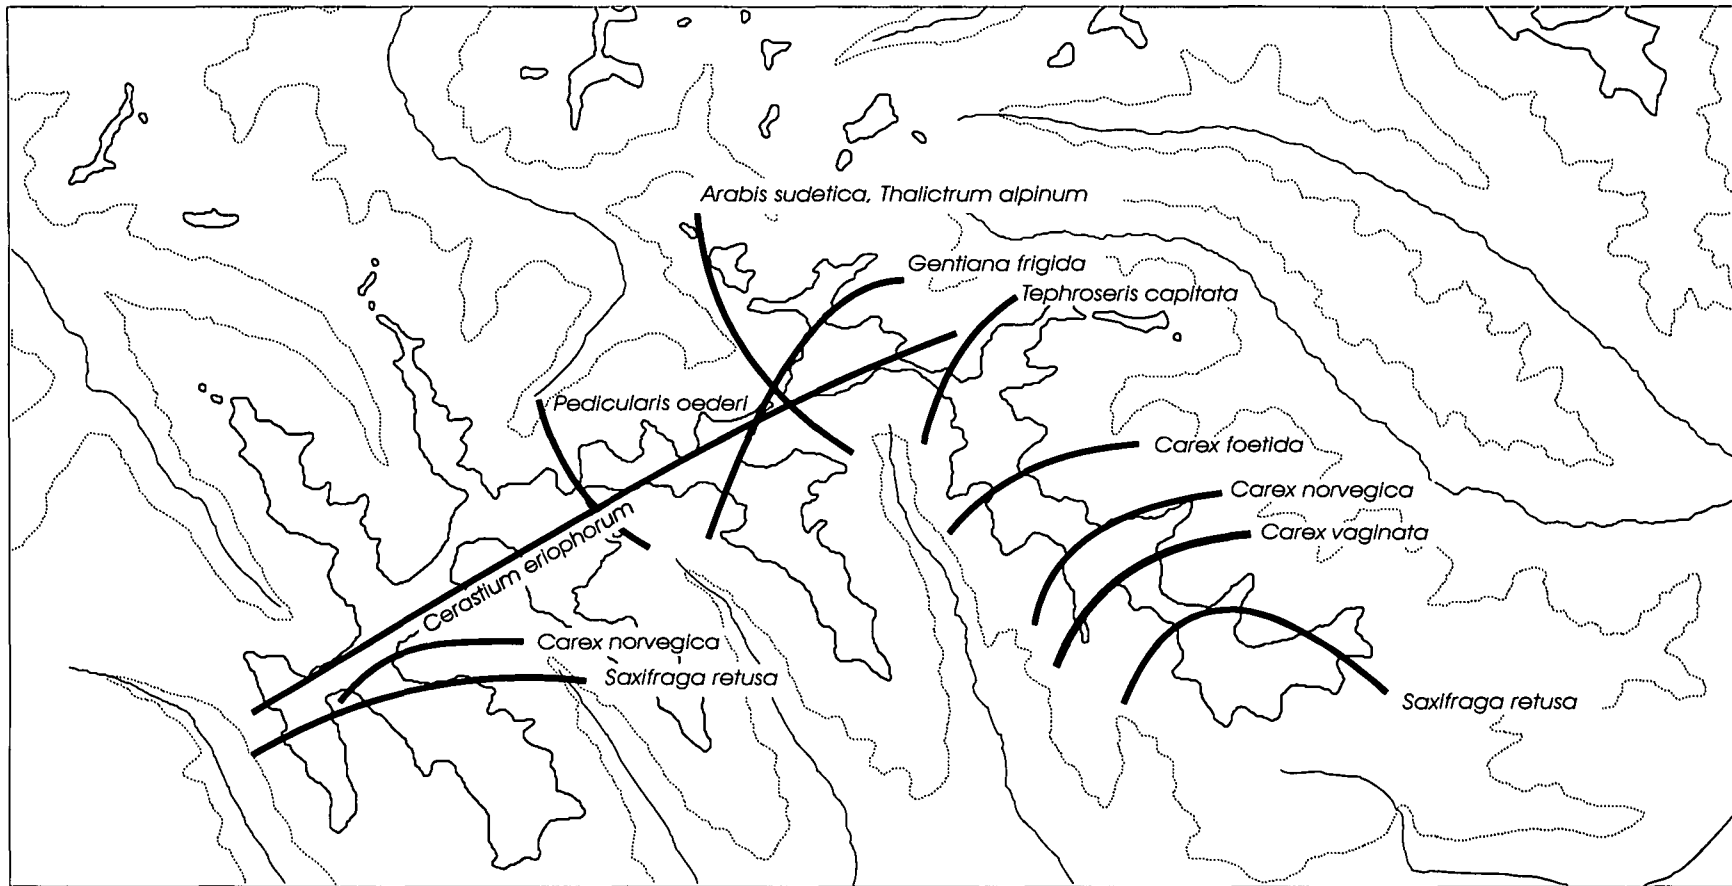 Arabis sudetica, Thalictrum alpinum
Gentiana frigida
Tephroseris capitata
Pedicularis oederi
Carex foetida
Carex norvegica
Carex vaginata
Cerastium eriophorum
Carex norvegica
Saxifraga retusa
Saxifraga retusa